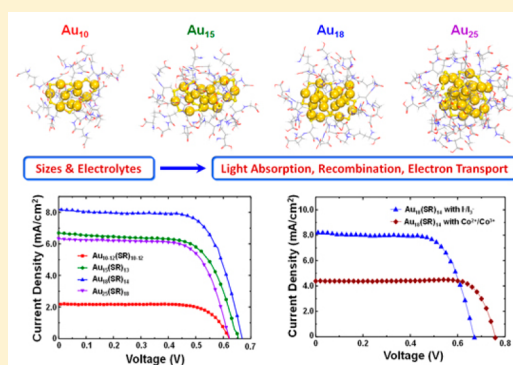 Au10
Au15
Au18
Au25
Sizes & Electrolytes
Light Absorption, Recombination, Electron Transport
Current Density (mA/cm²)
8.0
6.0
4.0
2.0
0.0
Au10-12(SR)10-12
Au15(SR)13
Au18(SR)14
Au25(SR)18
0 0.1 0.2 0.3 0.4 0.5 0.6 0.7
Voltage (V)
Current Density (mA/cm²)
10.0
8.0
6.0
4.0
2.0
0.0
Au18(SR)14 with I-/I3-
Au18(SR)14 with Co2+/Co3+
0 0.2 0.4 0.6 0.8
Voltage (V)